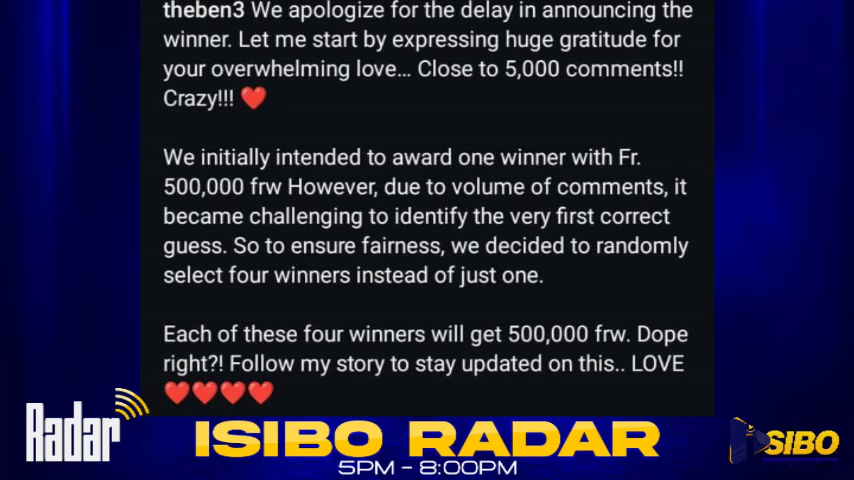 theben3 We apologize for the delay in announcing the
winner. Let me start by expressing huge gratitude for
your overwhelming love... Close to 5,000 comments!!
Crazy!!! ❤️
We initially intended to award one winner with Fr.
500,000 frw However, due to volume of comments, it
became challenging to identify the very first correct
guess. So to ensure fairness, we decided to randomly
select four winners instead of just one.
Each of these four winners will get 500,000 frw. Dope
right?! Follow my story to stay updated on this.. LOVE
❤️❤️❤️❤️
Radar
ISIBO RADAR
5PM - 8:00PM
ISIBO